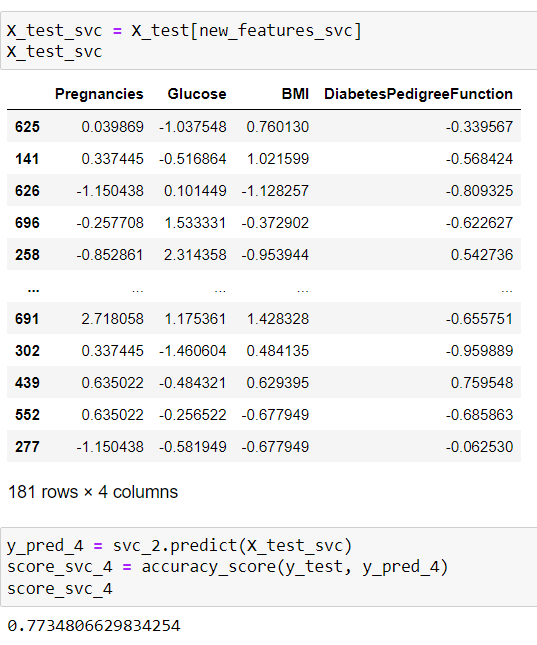 X_test_svc = X_test[new_features_svc]
X_test_svc
Pregnancies Glucose BMI DiabetesPedigreeFunction
625 0.039869 -1.037548 0.760130 -0.339567
141 0.337445 -0.516864 1.021599 -0.568424
626 -1.150438 0.101449 -1.128257 -0.809325
696 -0.257708 1.533331 -0.372902 -0.622627
258 -0.852861 2.314358 -0.953944 0.542736
... ... ... ... ...
691 2.718058 1.175361 1.428328 -0.655751
302 0.337445 -1.460604 0.484135 -0.959889
439 0.635022 -0.484321 0.629395 0.759548
552 0.635022 -0.256522 -0.677949 -0.685863
277 -1.150438 -0.581949 -0.677949 -0.062530
181 rows × 4 columns
y_pred_4 = svc_2.predict(X_test_svc)
score_svc_4 = accuracy_score(y_test, y_pred_4)
score_svc_4
0.7734806629834254